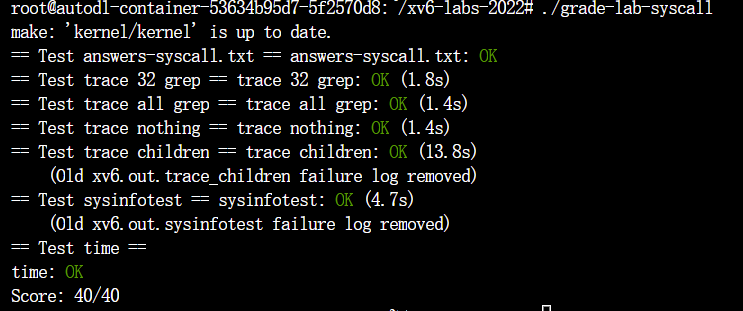 root@autodl-container-53634b95d7-5f2570d8:~/xv6-labs-2022# ./grade-lab-syscall
make: 'kernel/kernel' is up to date.
== Test answers-syscall.txt == answers-syscall.txt: OK
== Test trace 32 grep == trace 32 grep: OK (1.8s)
== Test trace all grep == trace all grep: OK (1.4s)
== Test trace nothing == trace nothing: OK (1.4s)
== Test trace children == trace children: OK (13.8s)
    (Old xv6.out.trace_children failure log removed)
== Test sysinfotest == sysinfotest: OK (4.7s)
    (Old xv6.out.sysinfotest failure log removed)
== Test time ==
time: OK
Score: 40/40